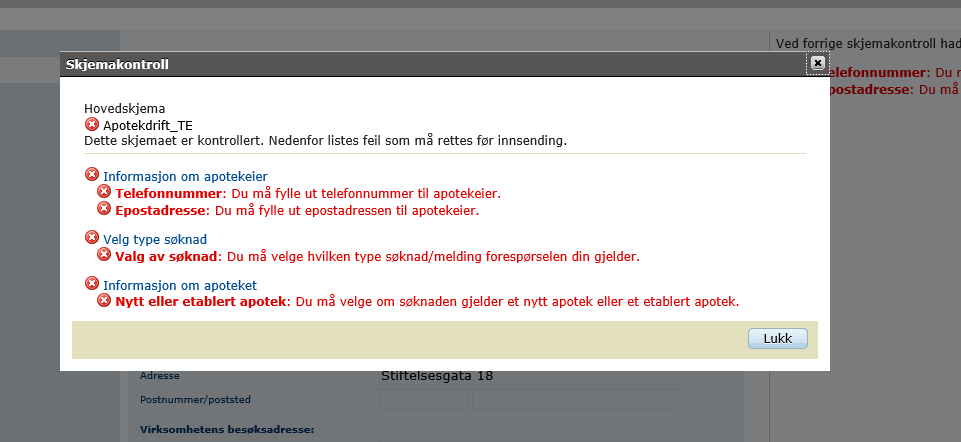 Ved forrige skjemakontroll had
Skjemakontroll
Du m
Du må
Hovedskjema
Apotekdrift_TE
Dette skjemaet er kontrollert. Nedenfor listes feil som må rettes før innsending.
Informasjon om apotekeier
Telefonnummer: Du må fylle ut telefonnummer til apotekeier.
Epostadresse: Du må fylle ut epostadressen til apotekeier.
Velg type søknad
Valg av søknad: Du må velge hvilken type søknad/melding forespørselen din gjelder.
Informasjon om apoteket
Nytt eller etablert apotek: Du må velge om søknaden gjelder et nytt apotek eller et etablert apotek.
Lukk
Adresse
Stiftelsesgata 18
Postnummer/poststed
Virksomhetens besøksadresse: